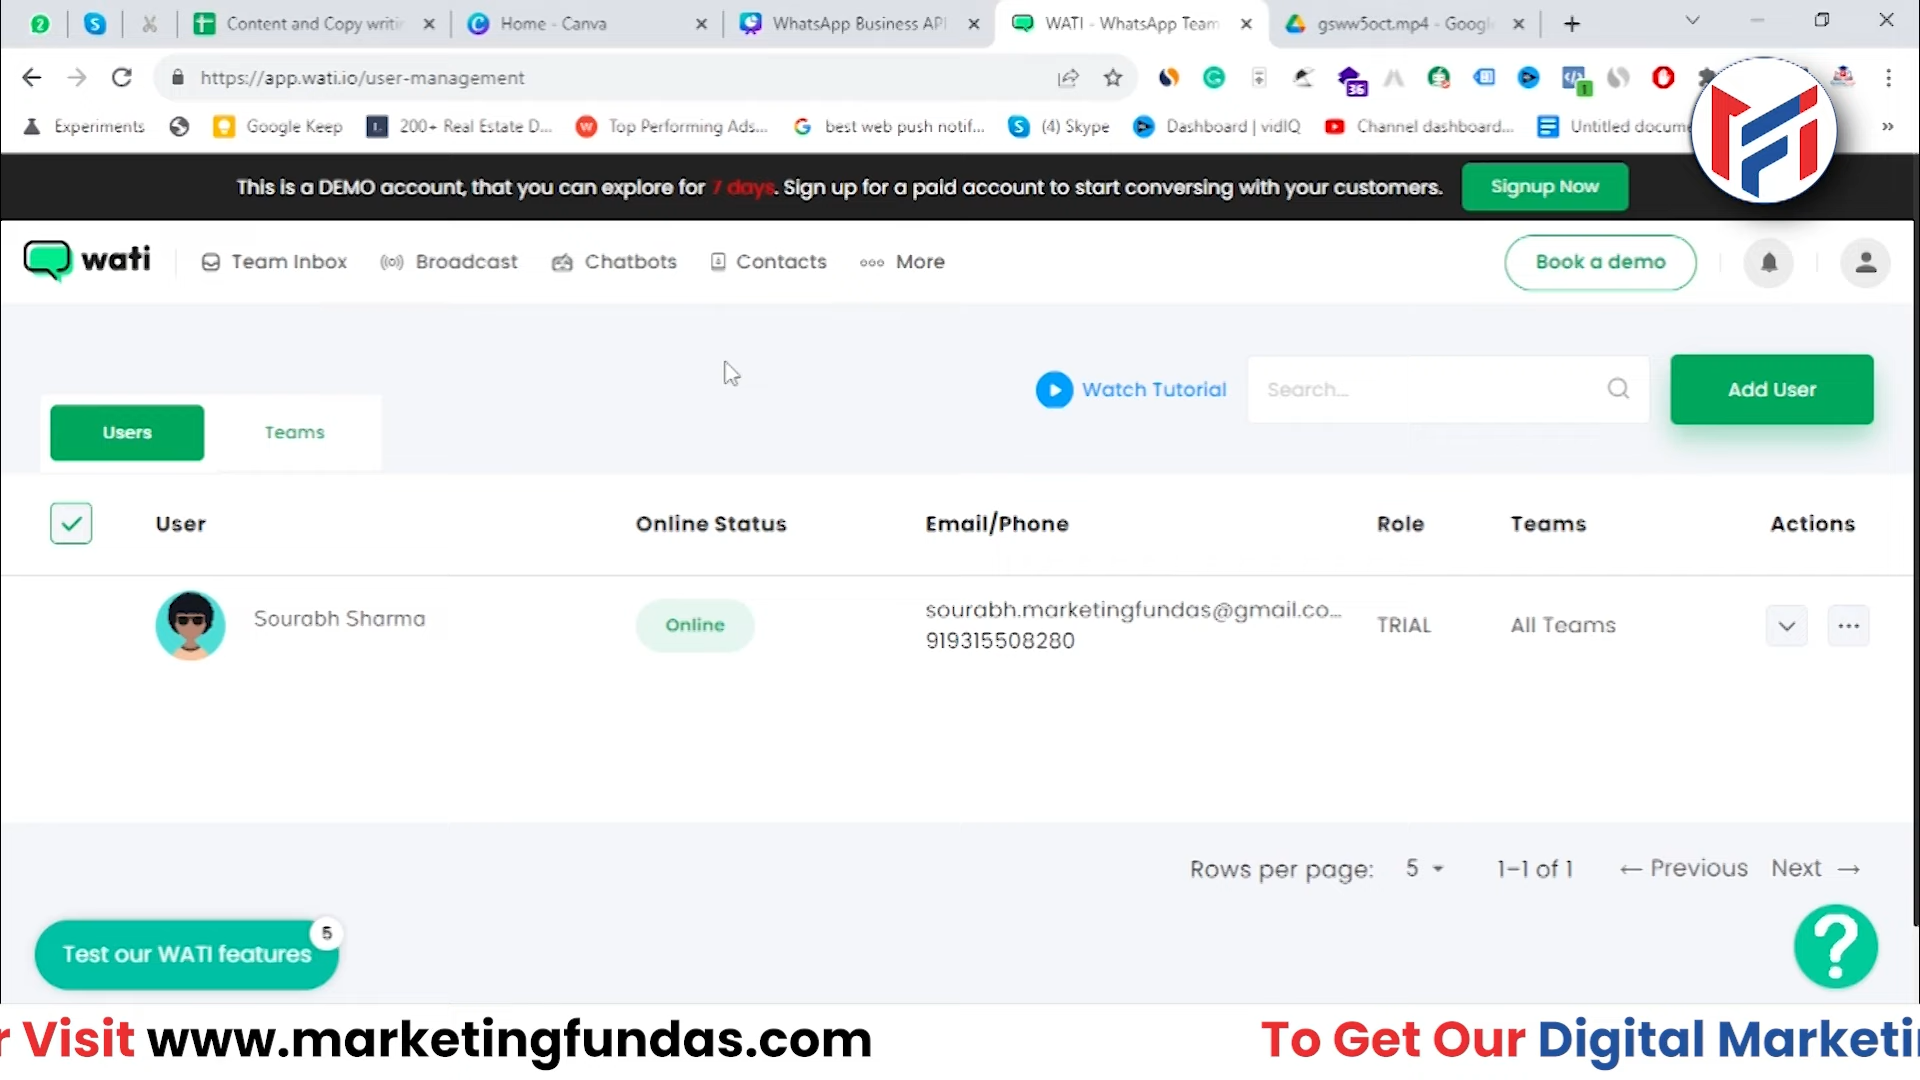 Content and Copy writi
Home - Canva
WhatsApp Business API
WATI - WhatsApp Team
gsww5oct.mp4 - Google
https://app.wati.io/user-management
36
1
Experiments
Google Keep
200+ Real Estate D...
Top Performing Ads...
best web push notif...
(4) Skype
Dashboard | vidIQ
Channel dashboard...
Untitled docume
This is a DEMO account, that you can explore for 7 days. Sign up for a paid account to start conversing with your customers.
Signup Now
wati
Team Inbox
Broadcast
Chatbots
Contacts
More
Book a demo
Watch Tutorial
Search...
Add User
Users
Teams
User
Online Status
Email/Phone
Role
Teams
Actions
Sourabh Sharma
Online
sourabh.marketingfundas@gmail.co...
919315508280
TRIAL
All Teams
Rows per page: 5
1-1 of 1
← Previous
Next →
Test our WATI features
5
?
r Visit www.marketingfundas.com
To Get Our Digital Marketi